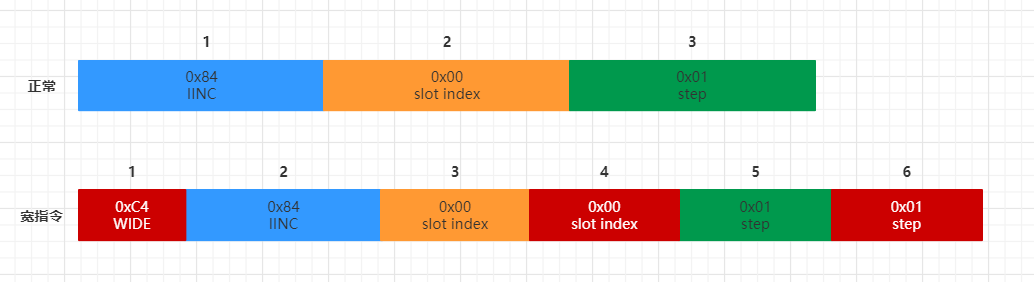 1 2 3
正常
0x84 0x00 0x01
IINC slot index step
1 2 3 4 5 6
宽指令
0xC4 0x84 0x00 0x00 0x01 0x01
WIDE IINC slot index slot index step step